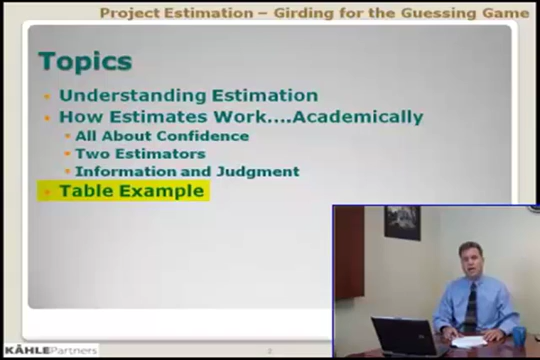 Project Estimation – Girding for the Guessing Game
Topics
Understanding Estimation
How Estimates Work....Academically
All About Confidence
Two Estimators
Information and Judgment
Table Example
KÄHLEPartners
2